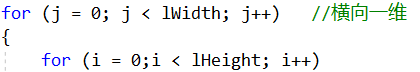 for (j = 0; j < lWidth; j++)   //横向一维
{
    for (i = 0;i < lHeight; i++)